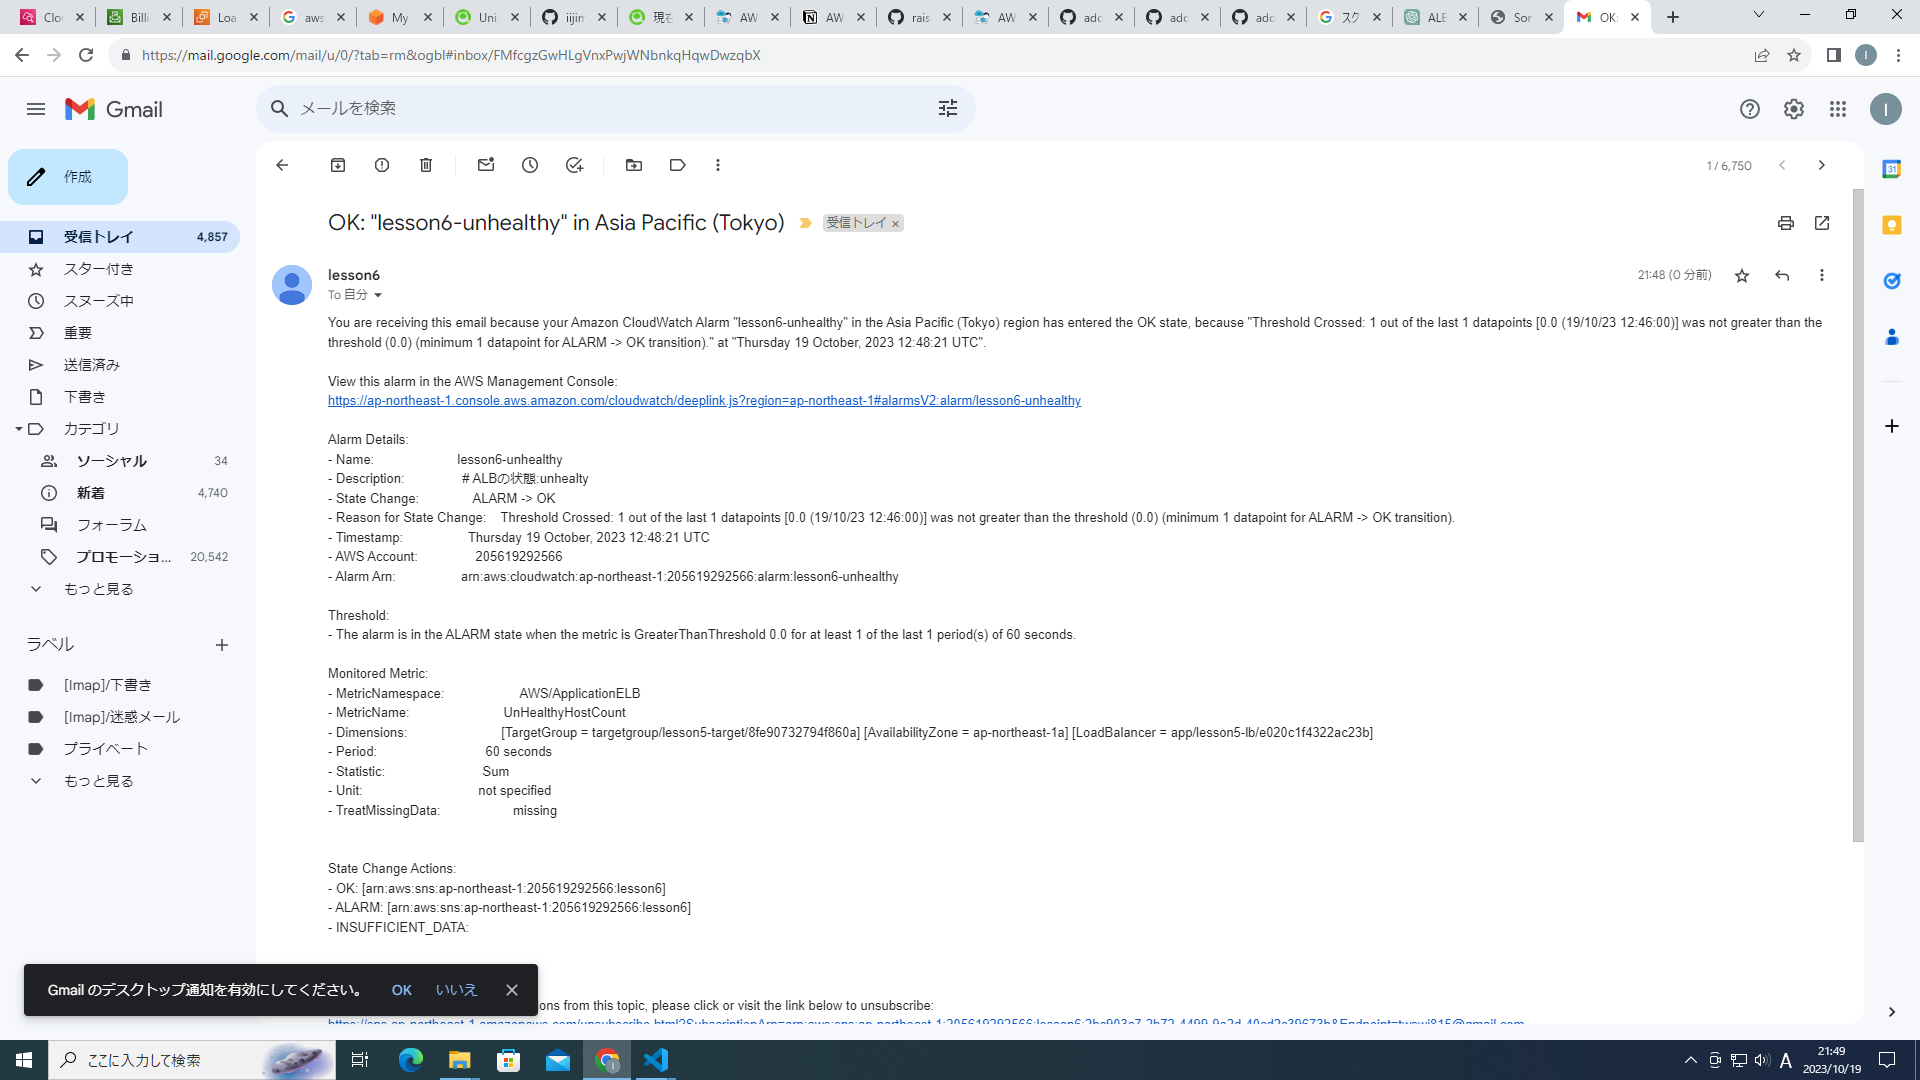 Clo
Billi
Loa
aws
My
Uni
iijin
現在
AW
AW
rais
AW
adc
adc
adc
スク
ALE
Sor
OK:
https://mail.google.com/mail/u/0/?tab=rm&ogbl#inbox/FMfcgzGwHLgVnxPwjWNbnkqHqwDwzqbX
I
Gmail
メールを検索
I
作成
1 / 6,750
受信トレイ 4,857
スター付き
スヌーズ中
重要
送信済み
下書き
カテゴリ
ソーシャル 34
新着 4,740
フォーラム
プロモーショ... 20,542
もっと見る
ラベル
[Imap]/下書き
[Imap]/迷惑メール
プライベート
もっと見る
OK: "lesson6-unhealthy" in Asia Pacific (Tokyo) 受信トレイ ×
lesson6 21:48 (0 分前)
To 自分
You are receiving this email because your Amazon CloudWatch Alarm "lesson6-unhealthy" in the Asia Pacific (Tokyo) region has entered the OK state, because "Threshold Crossed: 1 out of the last 1 datapoints [0.0 (19/10/23 12:46:00)] was not greater than the
threshold (0.0) (minimum 1 datapoint for ALARM -> OK transition)." at "Thursday 19 October, 2023 12:48:21 UTC".
View this alarm in the AWS Management Console:
https://ap-northeast-1.console.aws.amazon.com/cloudwatch/deeplink.js?region=ap-northeast-1#alarmsV2:alarm/lesson6-unhealthy
Alarm Details:
- Name: lesson6-unhealthy
- Description: # ALBの状態:unhealty
- State Change: ALARM -> OK
- Reason for State Change: Threshold Crossed: 1 out of the last 1 datapoints [0.0 (19/10/23 12:46:00)] was not greater than the threshold (0.0) (minimum 1 datapoint for ALARM -> OK transition).
- Timestamp: Thursday 19 October, 2023 12:48:21 UTC
- AWS Account: 205619292566
- Alarm Arn: arn:aws:cloudwatch:ap-northeast-1:205619292566:alarm:lesson6-unhealthy
Threshold:
- The alarm is in the ALARM state when the metric is GreaterThanThreshold 0.0 for at least 1 of the last 1 period(s) of 60 seconds.
Monitored Metric:
- MetricNamespace: AWS/ApplicationELB
- MetricName: UnHealthyHostCount
- Dimensions: [TargetGroup = targetgroup/lesson5-target/8fe90732794f860a] [AvailabilityZone = ap-northeast-1a] [LoadBalancer = app/lesson5-lb/e020c1f4322ac23b]
- Period: 60 seconds
- Statistic: Sum
- Unit: not specified
- TreatMissingData: missing
State Change Actions:
- OK: [arn:aws:sns:ap-northeast-1:205619292566:lesson6]
- ALARM: [arn:aws:sns:ap-northeast-1:205619292566:lesson6]
- INSUFFICIENT_DATA:
Gmail のデスクトップ通知を有効にしてください。 OK いいえ
ons from this topic, please click or visit the link below to unsubscribe:
ここに入力して検索
A
21:49
2023/10/19